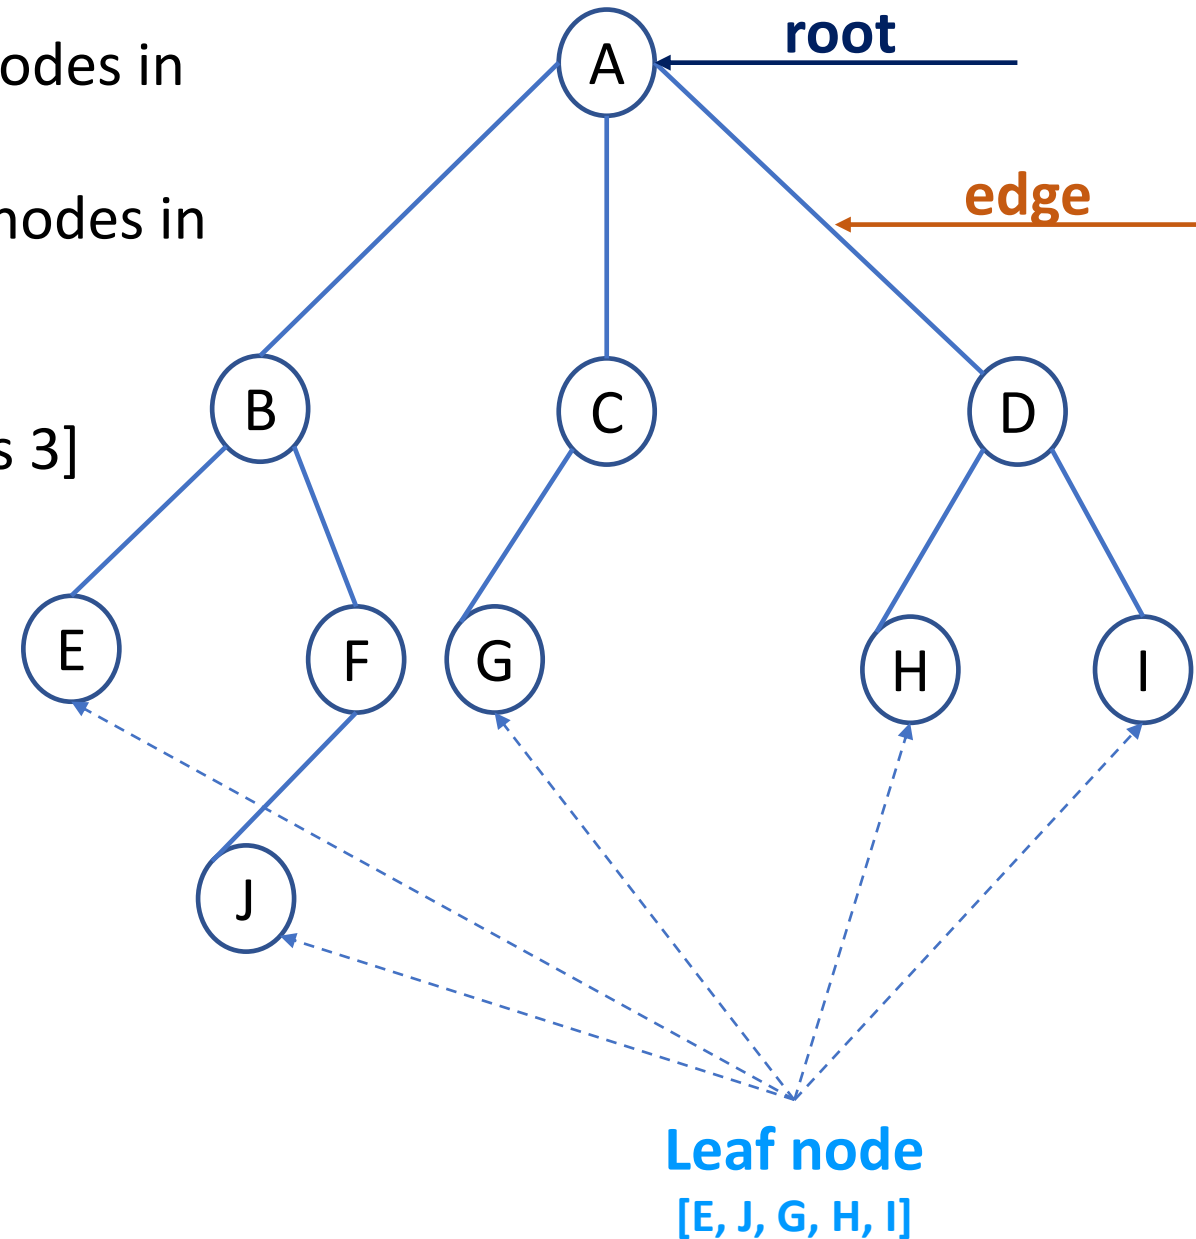 odes in
nodes in
s 3]
A
root
edge
B
C
D
E
F
G
H
I
J
Leaf node
[E, J, G, H, I]